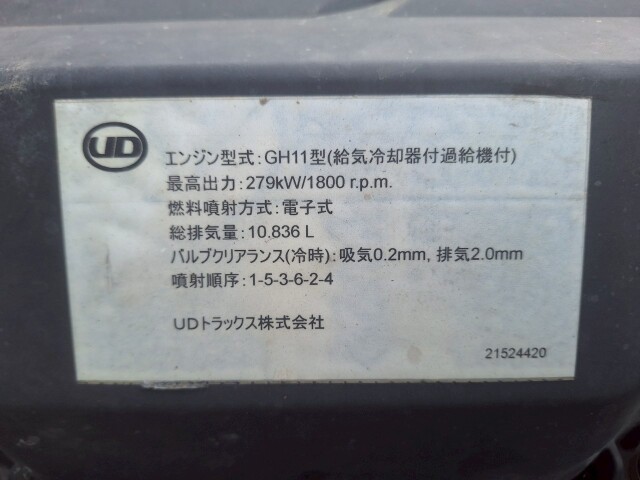 UD
エンジン型式:GH11型(給気冷却器付過給機付)
最高出力:279kW/1800 r.p.m.
燃料噴射方式:電子式
総排気量:10.836 L
バルブクリアランス(冷時):吸気0.2mm, 排気2.0mm
噴射順序:1-5-3-6-2-4
UDトラックス株式会社
21524420